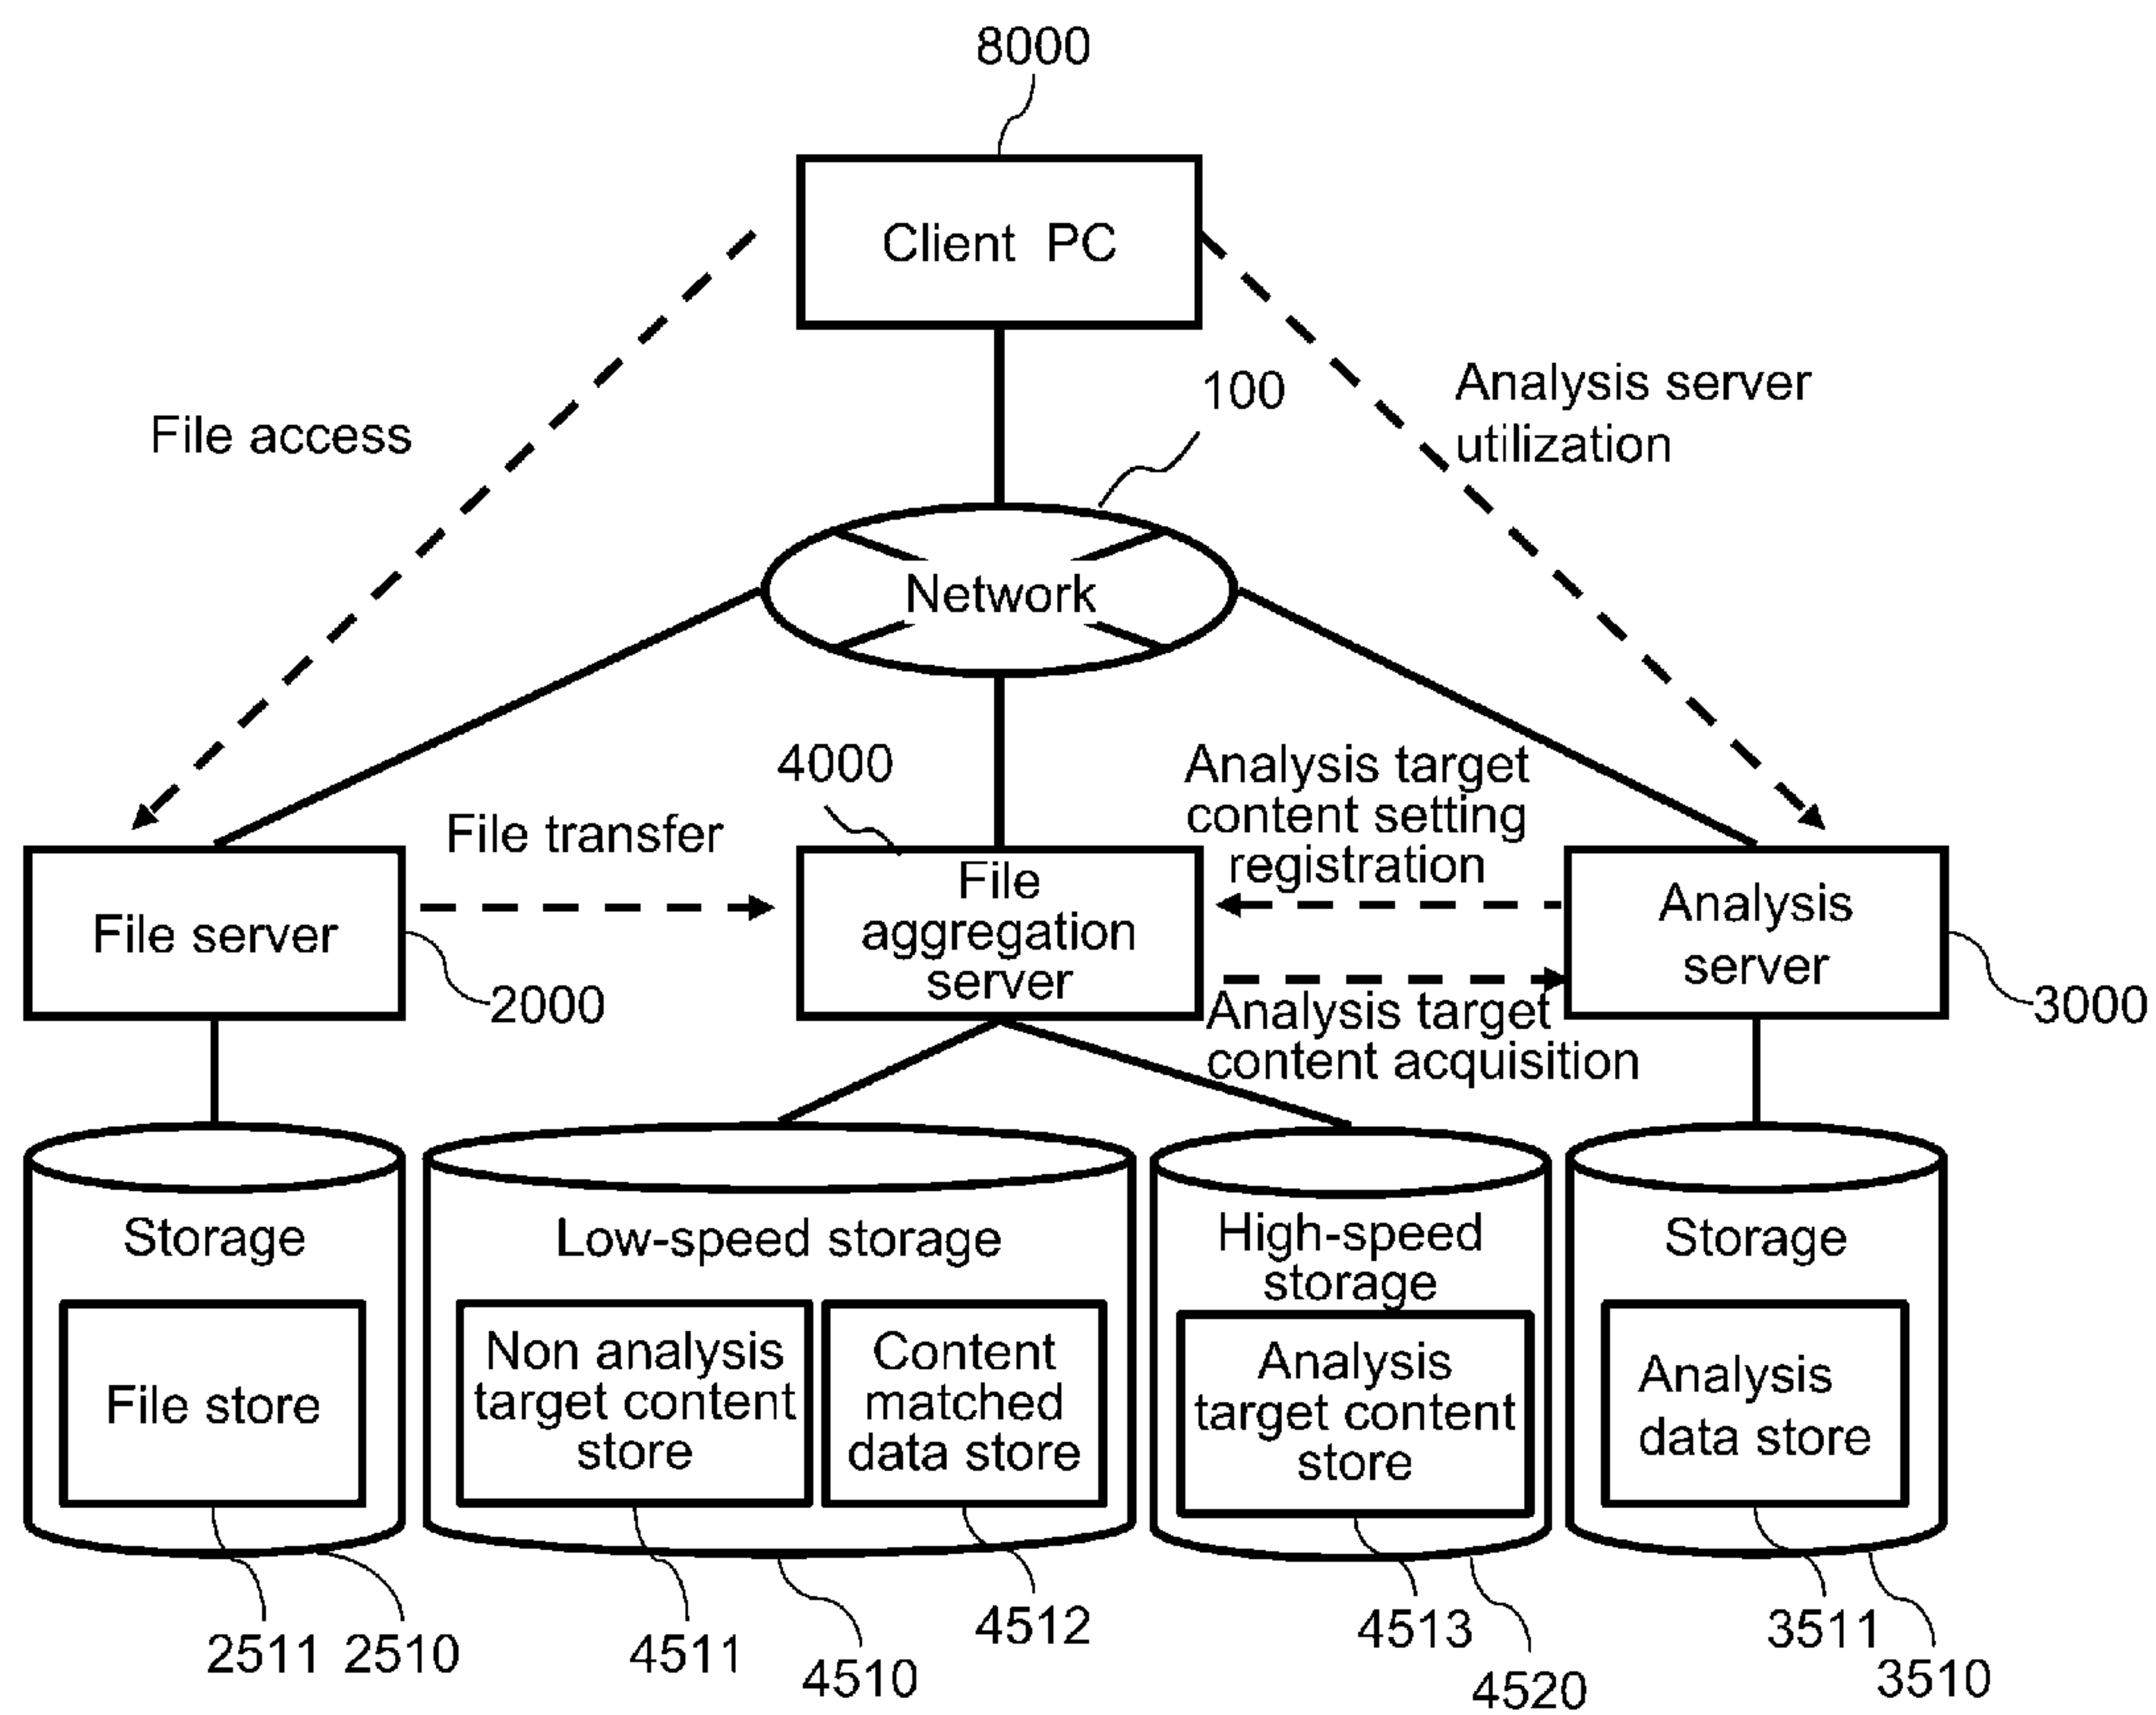 8000
Client PC
100
File access
Analysis server
utilization
Network
4000
File transfer
Analysis target
content setting
registration
File server
2000
File
aggregation
server
Analysis
server
3000
Analysis target
content acquisition
Storage
File store
Low-speed storage
Non analysis
target content
store
Content
matched
data store
High-speed
storage
Analysis
target content
store
Storage
Analysis
data store
2511
2510
4511
4510
4512
4513
4520
3511
3510